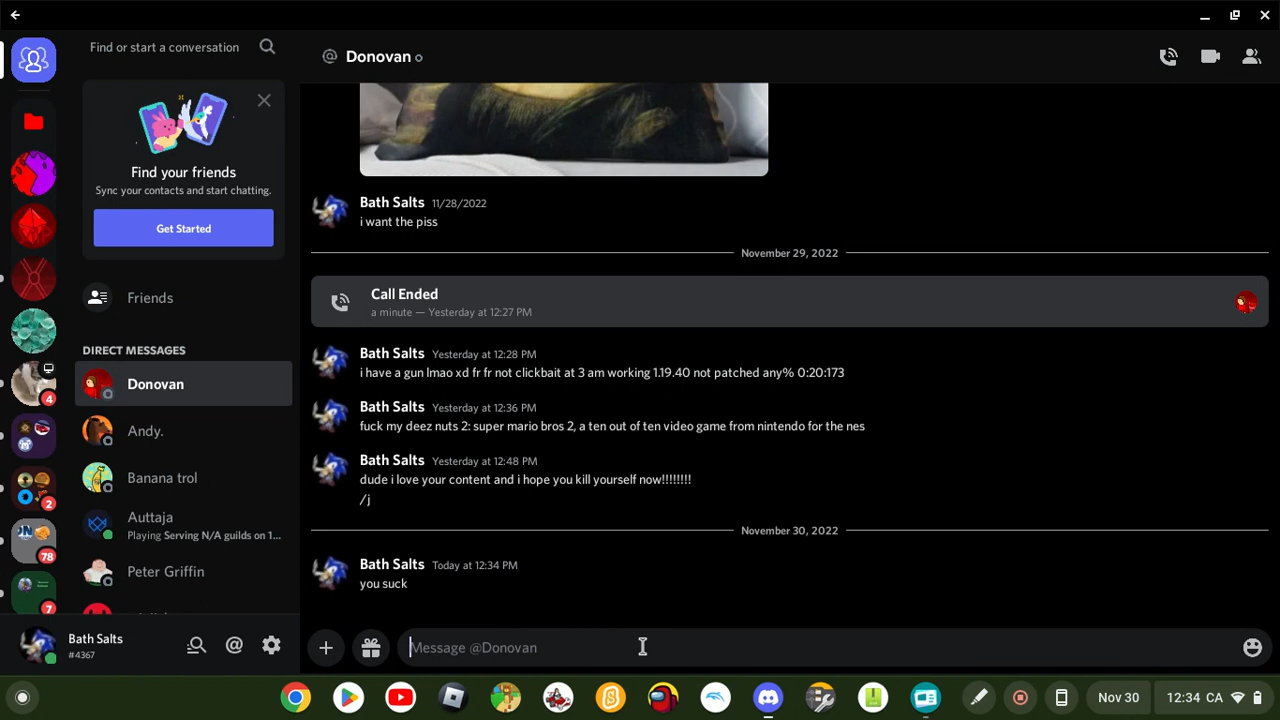 Find or start a conversation
Donovan
Find your friends
Sync your contacts and start chatting.
Get Started
Friends
DIRECT MESSAGES
Donovan
Andy.
Banana trol
Auttaja
Playing Serving N/A guilds on 1...
Peter Griffin
Bath Salts
#4367
Bath Salts 11/28/2022
i want the piss
November 29, 2022
Call Ended
a minute — Yesterday at 12:27 PM
Bath Salts Yesterday at 12:28 PM
i have a gun lmao xd fr fr not clickbait at 3 am working 1.19.40 not patched any% 0:20:173
Bath Salts Yesterday at 12:36 PM
fuck my deez nuts 2: super mario bros 2, a ten out of ten video game from nintendo for the nes
Bath Salts Yesterday at 12:48 PM
dude i love your content and i hope you kill yourself now!!!!!!!!
/j
November 30, 2022
Bath Salts Today at 12:34 PM
you suck
Message @Donovan
4
2
78
7
Nov 30
12:34 CA